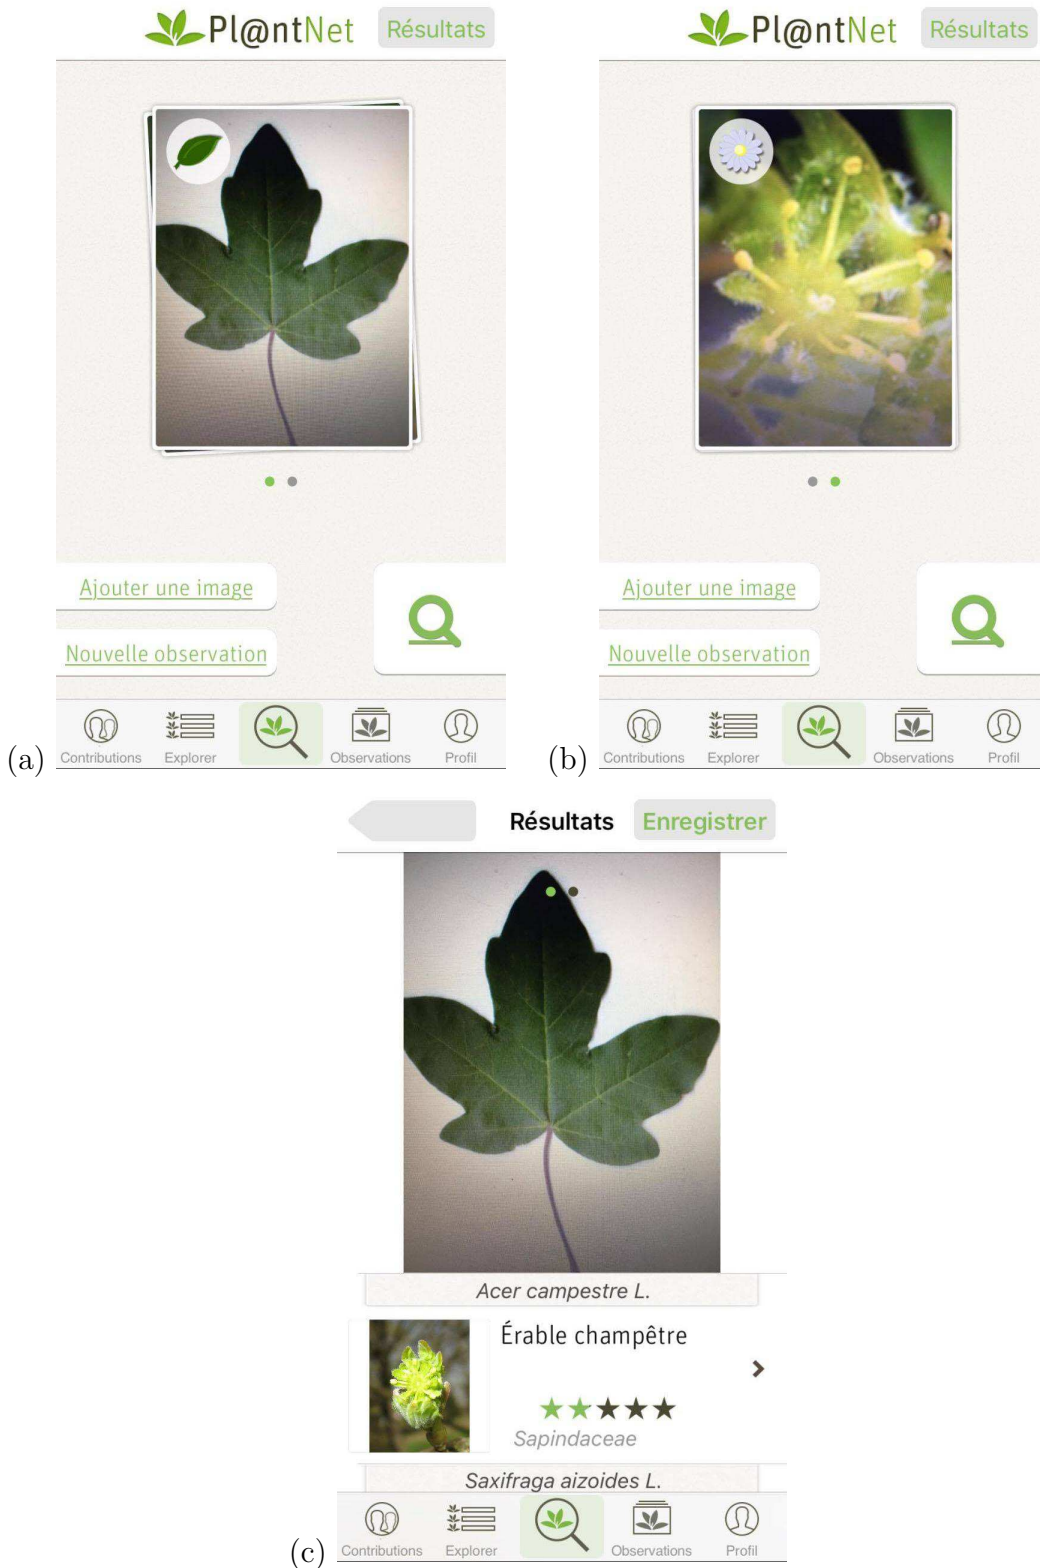 Pl@ntNet Résultats
Ajouter une image
Nouvelle observation
Contributions Explorer Observations Profil
(a)
Pl@ntNet Résultats
Ajouter une image
Nouvelle observation
Contributions Explorer Observations Profil
(b)
Résultats Enregistrer
Acer campestre L.
Érable champêtre
Sapindaceae
Saxifraga aizoides L.
Contributions Explorer Observations Profil
(c)